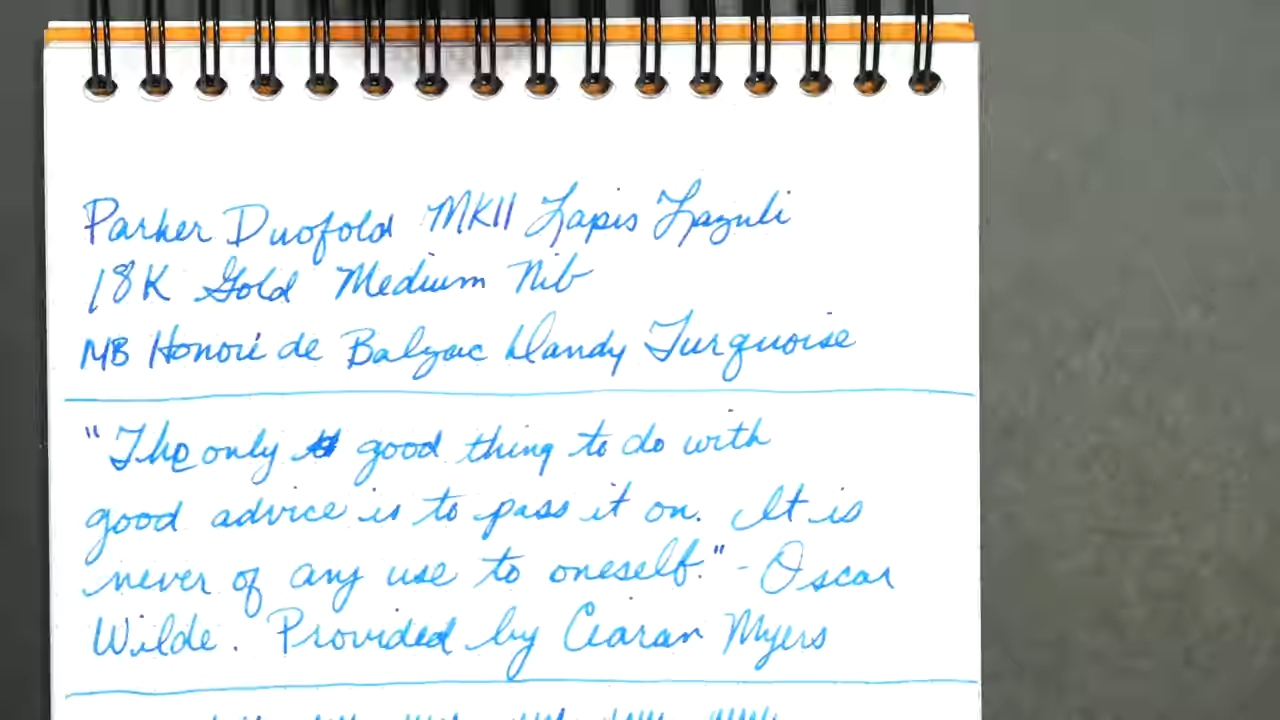 Parker Duofold MKII Lapis Lazuli
18K Gold Medium Nib
MB Honoré de Balzac Dandy Turquoise
"The only good thing to do with
good advice is to pass it on. It is
never of any use to oneself." - Oscar
Wilde. Provided by Ciaran Myers